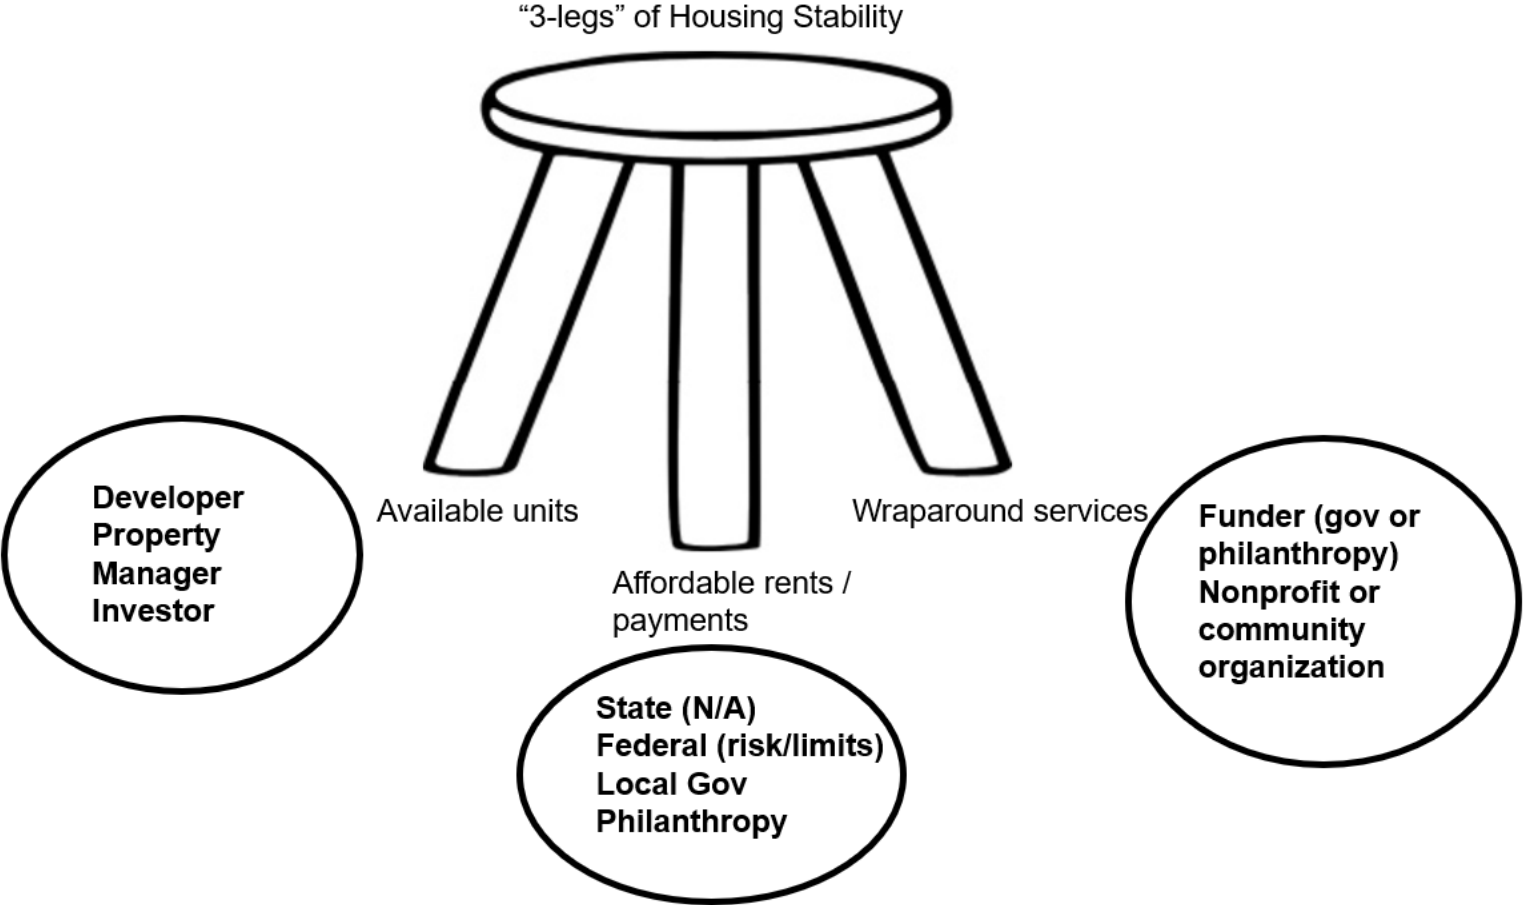 “3-legs” of Housing Stability
Available units
Wraparound services
Affordable rents /
payments
Developer
Property
Manager
Investor
State (N/A)
Federal (risk/limits)
Local Gov
Philanthropy
Funder (gov or
philanthropy)
Nonprofit or
community
organization